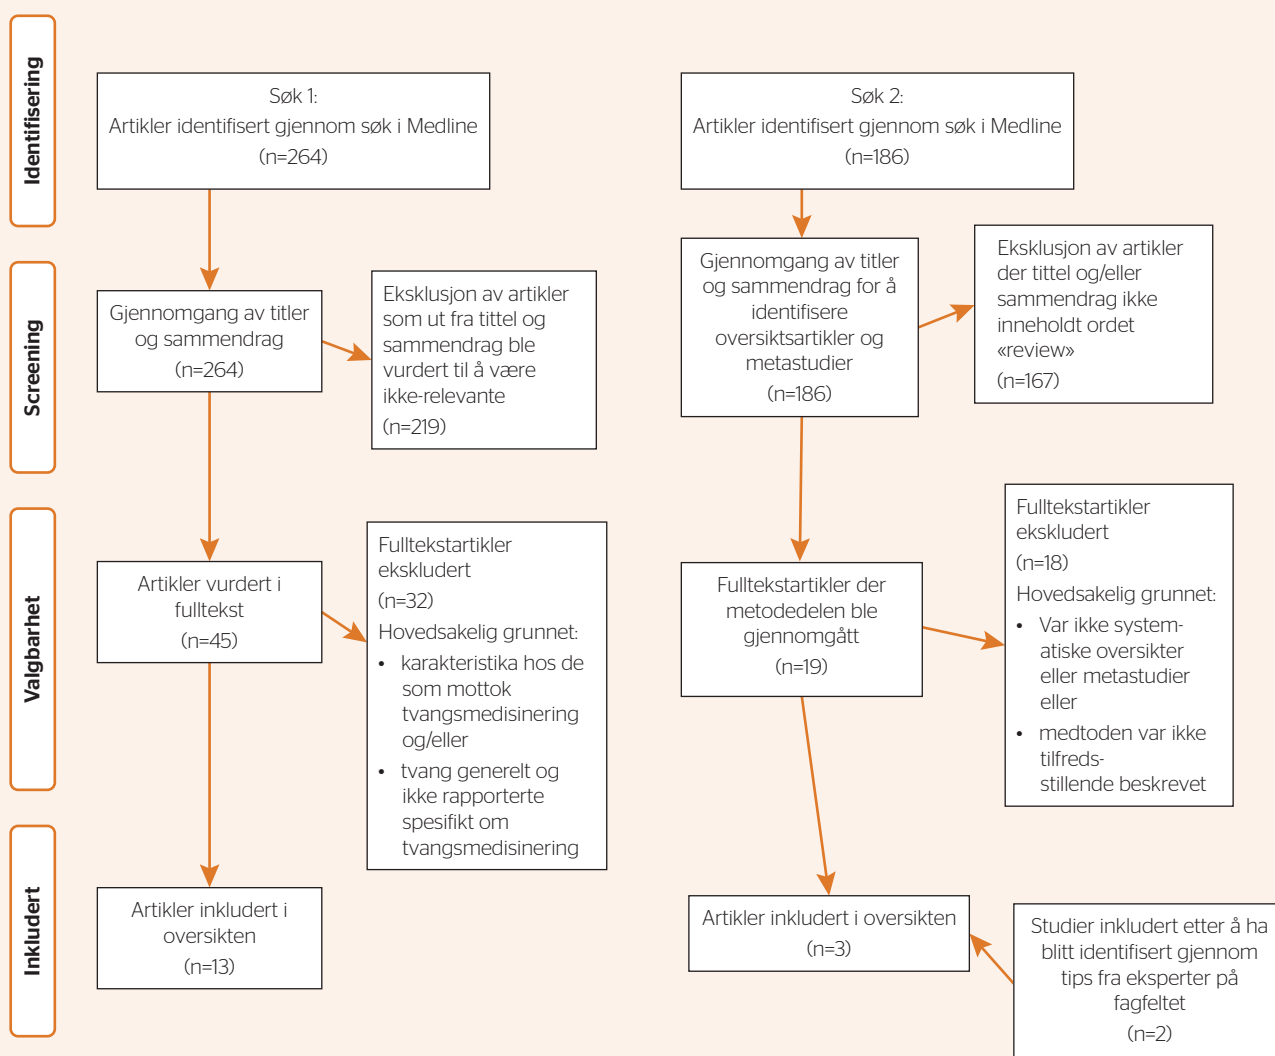 Identifisering
Søk 1:
Artikler identifisert gjennom søk i Medline
(n=264)
Søk 2:
Artikler identifisert gjennom søk i Medline
(n=186)
Screening
Gjennomgang av titler
og sammendrag
(n=264)
Eksklusjon av artikler
som ut fra tittel og
sammendrag ble
vurdert til å være
ikke-relevante
(n=219)
Gjennomgang av titler
og sammendrag for å
identifisere
oversiktsartikler og
metastudier
(n=186)
Eksklusjon av artikler
der tittel og/eller
sammendrag ikke
inneholdt ordet
«review»
(n=167)
Valgbarhet
Artikler vurdert i
fulltekst
(n=45)
Fulltekstartikler
ekskludert
(n=32)
Hovedsakelig grunnet:
• karakteristika hos de
som mottok
tvangsmedisinering
og/eller
• tvang generelt og
ikke rapporterte
spesifikt om
tvangsmedisinering
Fulltekstartikler der
metodedelen ble
gjennomgått
(n=19)
Fulltekstartikler
ekskludert
(n=18)
Hovedsakelig grunnet:
• Var ikke system-
atiske oversikter
eller metastudier
eller
• medtoden var ikke
tilfreds-
stillende beskrevet
Inkludert
Artikler inkludert i
oversikten
(n=13)
Artikler inkludert i oversikten
(n=3)
Studier inkludert etter å ha
blitt identifisert gjennom
tips fra eksperter på
fagfeltet
(n=2)